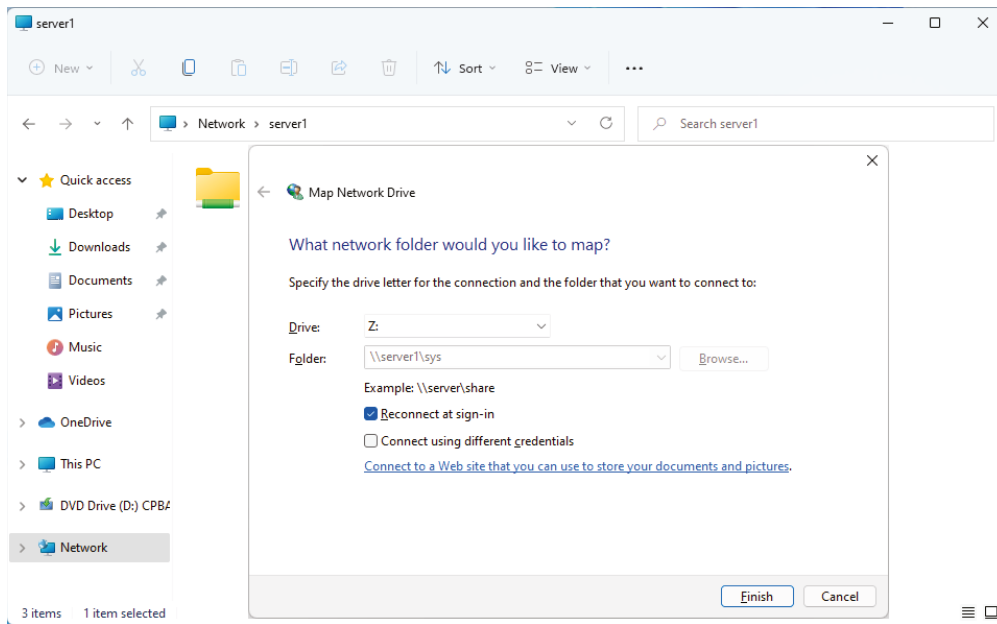 server1
New
Sort
View
Network > server1
Search server1
Quick access
Desktop
Downloads
Documents
Pictures
Music
Videos
OneDrive
This PC
DVD Drive (D:) CPBA
Network
Map Network Drive
What network folder would you like to map?
Specify the drive letter for the connection and the folder that you want to connect to:
Drive: Z:
Folder: \\server1\sys Browse...
Example: \\server\share
Reconnect at sign-in
Connect using different credentials
Connect to a Web site that you can use to store your documents and pictures.
Finish Cancel
3 items 1 item selected